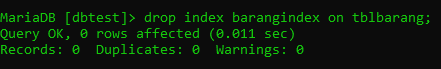 MariaDB [dbtest]> drop index barangindex on tblbarang;
Query OK, 0 rows affected (0.011 sec)
Records: 0  Duplicates: 0  Warnings: 0